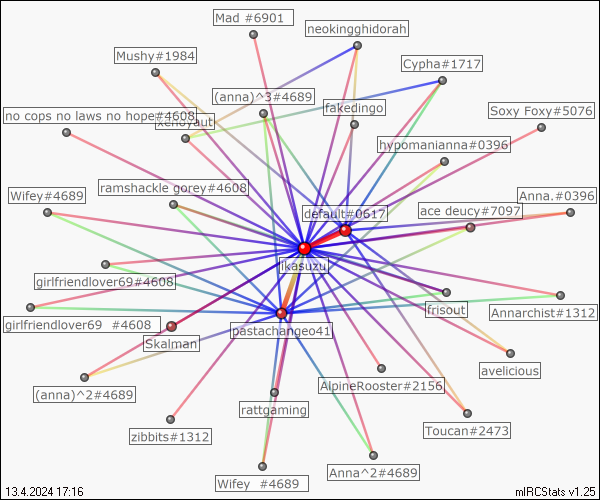 Mad #6901
neokingghidorah
Mushy#1984
Cypha#1717
(anna)^3#4689
fakedingo
Soxy Foxy#5076
no cops no laws no hope#4608
hypomanianna#0396
ramshackle gorey#4608
Wifey#4689
Anna.#0396
default#0617
ace deucy#7097
ikasuzu
girlfriendlover69#4608
frisout
Annarchist#1312
girlfriendlover69 #4608
pastachangeo41
Skalman
avelicious
AlpineRooster#2156
(anna)^2#4689
rattgaming
Toucan#2473
zibbits#1312
Anna^2#4689
Wifey #4689
13.4.2024 17:16
mIRCStats v1.25